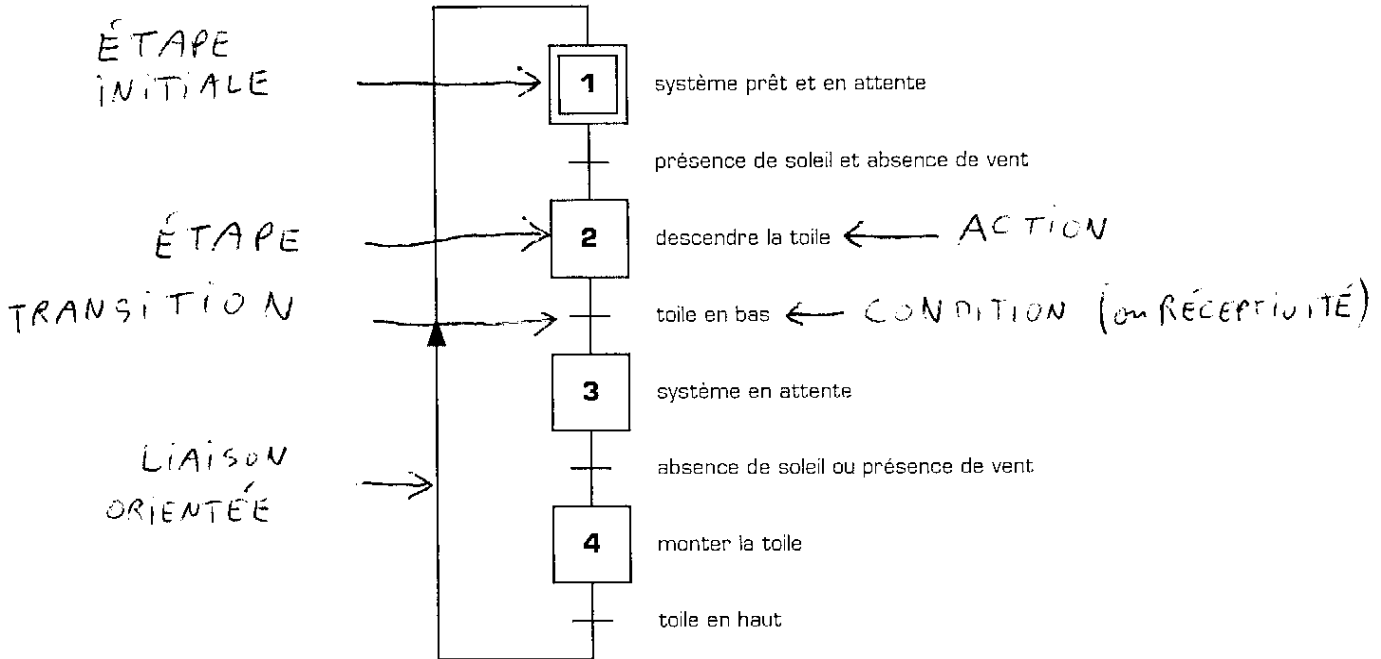 ÉTAPE
INITIALE
1
système prêt et en attente
présence de soleil et absence de vent
ÉTAPE
2
descendre la toile
ACTION
TRANSITION
toile en bas
CONDITION (ou RÉCEPTIVITÉ)
3
système en attente
LIAISON
ORIENTÉE
absence de soleil ou présence de vent
4
monter la toile
toile en haut